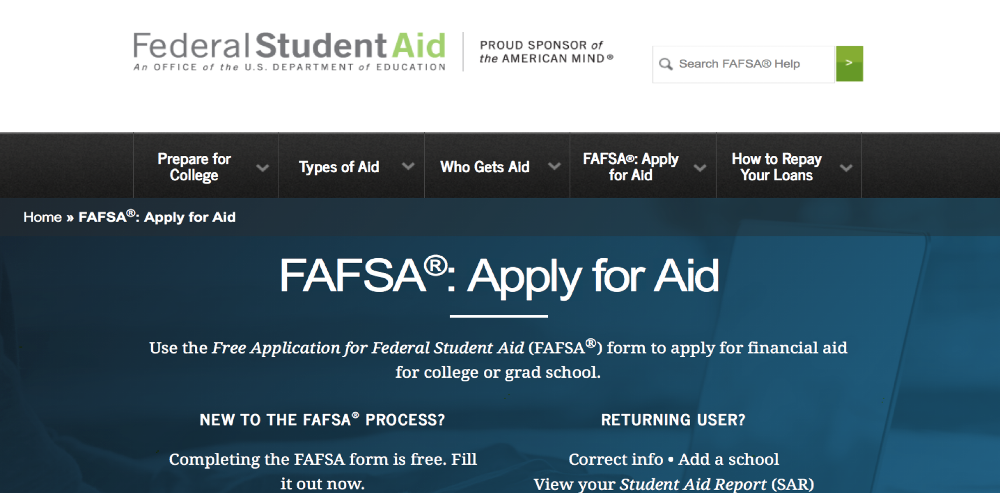 Federal Student Aid
An OFFICE of the U.S. DEPARTMENT of EDUCATION
PROUD SPONSOR of
the AMERICAN MIND®
Search FAFSA® Help
>
Prepare for
College
Types of Aid
Who Gets Aid
FAFSA®: Apply
for Aid
How to Repay
Your Loans
Home » FAFSA®: Apply for Aid
FAFSA®: Apply for Aid
Use the Free Application for Federal Student Aid (FAFSA®) form to apply for financial aid
for college or grad school.
NEW TO THE FAFSA® PROCESS?
Completing the FAFSA form is free. Fill
it out now.
RETURNING USER?
Correct info • Add a school
View your Student Aid Report (SAR)